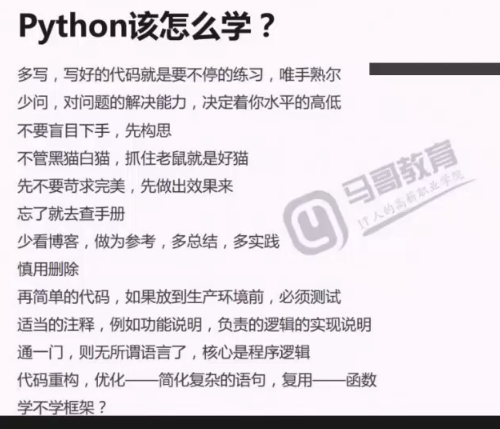 Python该怎么学？
多写，写好的代码就是要不停的练习，唯手熟尔
少问，对问题的解决能力，决定着你水平的高低
不要盲目下手，先构思
不管黑猫白猫，抓住老鼠就是好猫
先不要苛求完美，先做出效果来
忘了就去查手册
少看博客，做为参考，多总结，多实践
慎用删除
再简单的代码，如果放到生产环境前，必须测试
适当的注释，例如功能说明，负责的逻辑的实现说明
通一门，则无所谓语言了，核心是程序逻辑
代码重构，优化——简化复杂的语句，复用——函数
学不学框架？
马哥教育
IT人的高薪职业学院